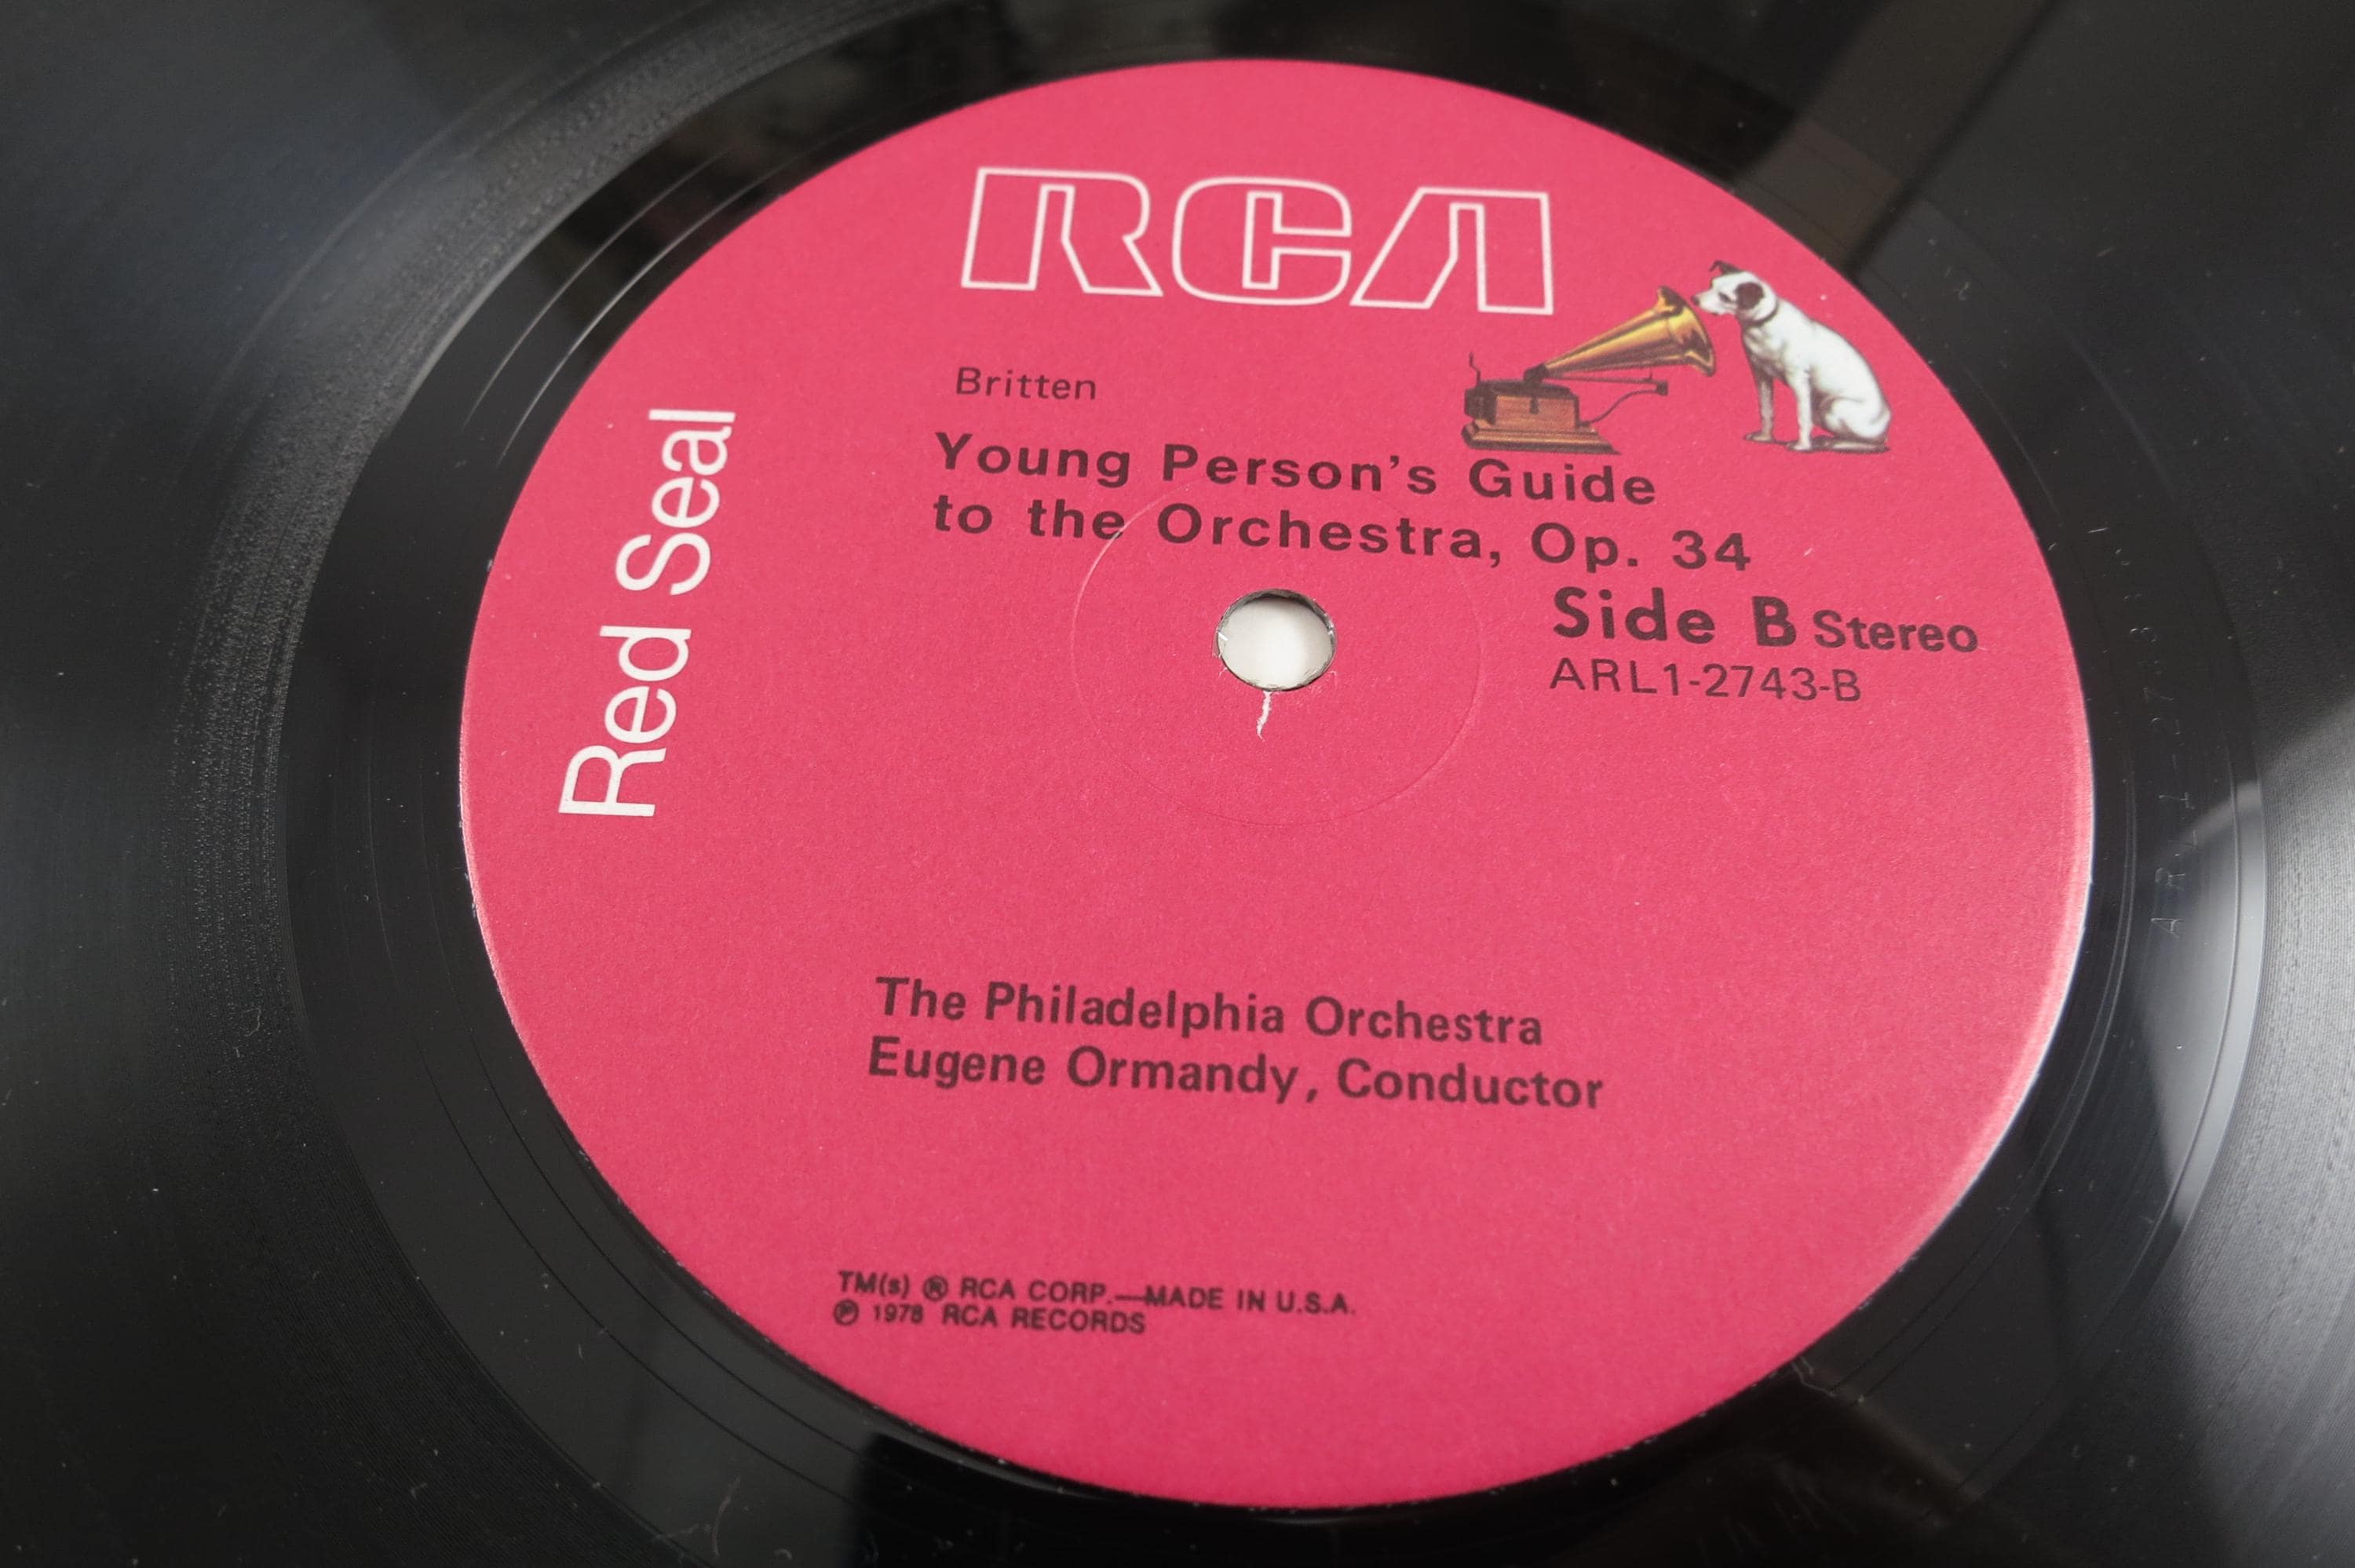 RCA
Red Seal
Britten
Young Person's Guide
to the Orchestra, Op. 34
Side B Stereo
ARL1-2743-B
The Philadelphia Orchestra
Eugene Ormandy, Conductor
TM(s) ® RCA CORP.—MADE IN U.S.A.
℗ 1978 RCA RECORDS